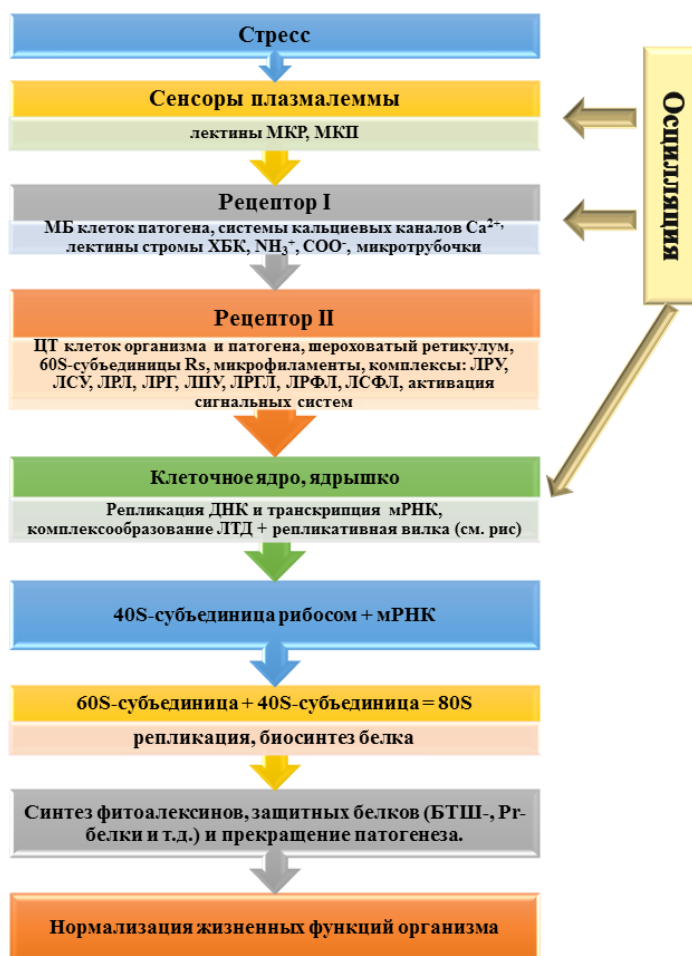 Стресс
Сенсоры плазмалеммы
лектины МКР, МКП
Рецептор I
МБ клеток патогена, системы кальциевых каналов Ca²⁺,
лектины стромы ХБК, NH₃⁺, COO⁻, микротрубочки
Рецептор II
ЦТ клеток организма и патогена, шероховатый ретикулум,
60S-субъединицы Rs, микрофиламенты, комплексы: ЛРУ,
ЛСУ, ЛРЛ, ЛРГ, ЛПУ, ЛРГЛ, ЛРФЛ, ЛСФЛ, активация
сигнальных систем
Клеточное ядро, ядрышко
Репликация ДНК и транскрипция мРНК,
комплексообразование ЛТД + репликативная вилка (см. рис)
40S-субъединица рибосом + мРНК
60S-субъединица + 40S-субъединица = 80S
репликация, биосинтез белка
Синтез фитоалексинов, защитных белков (БТШ-, Pr-
белки и т.д.) и прекращение патогенеза.
Нормализация жизненных функций организма
Осцилляция